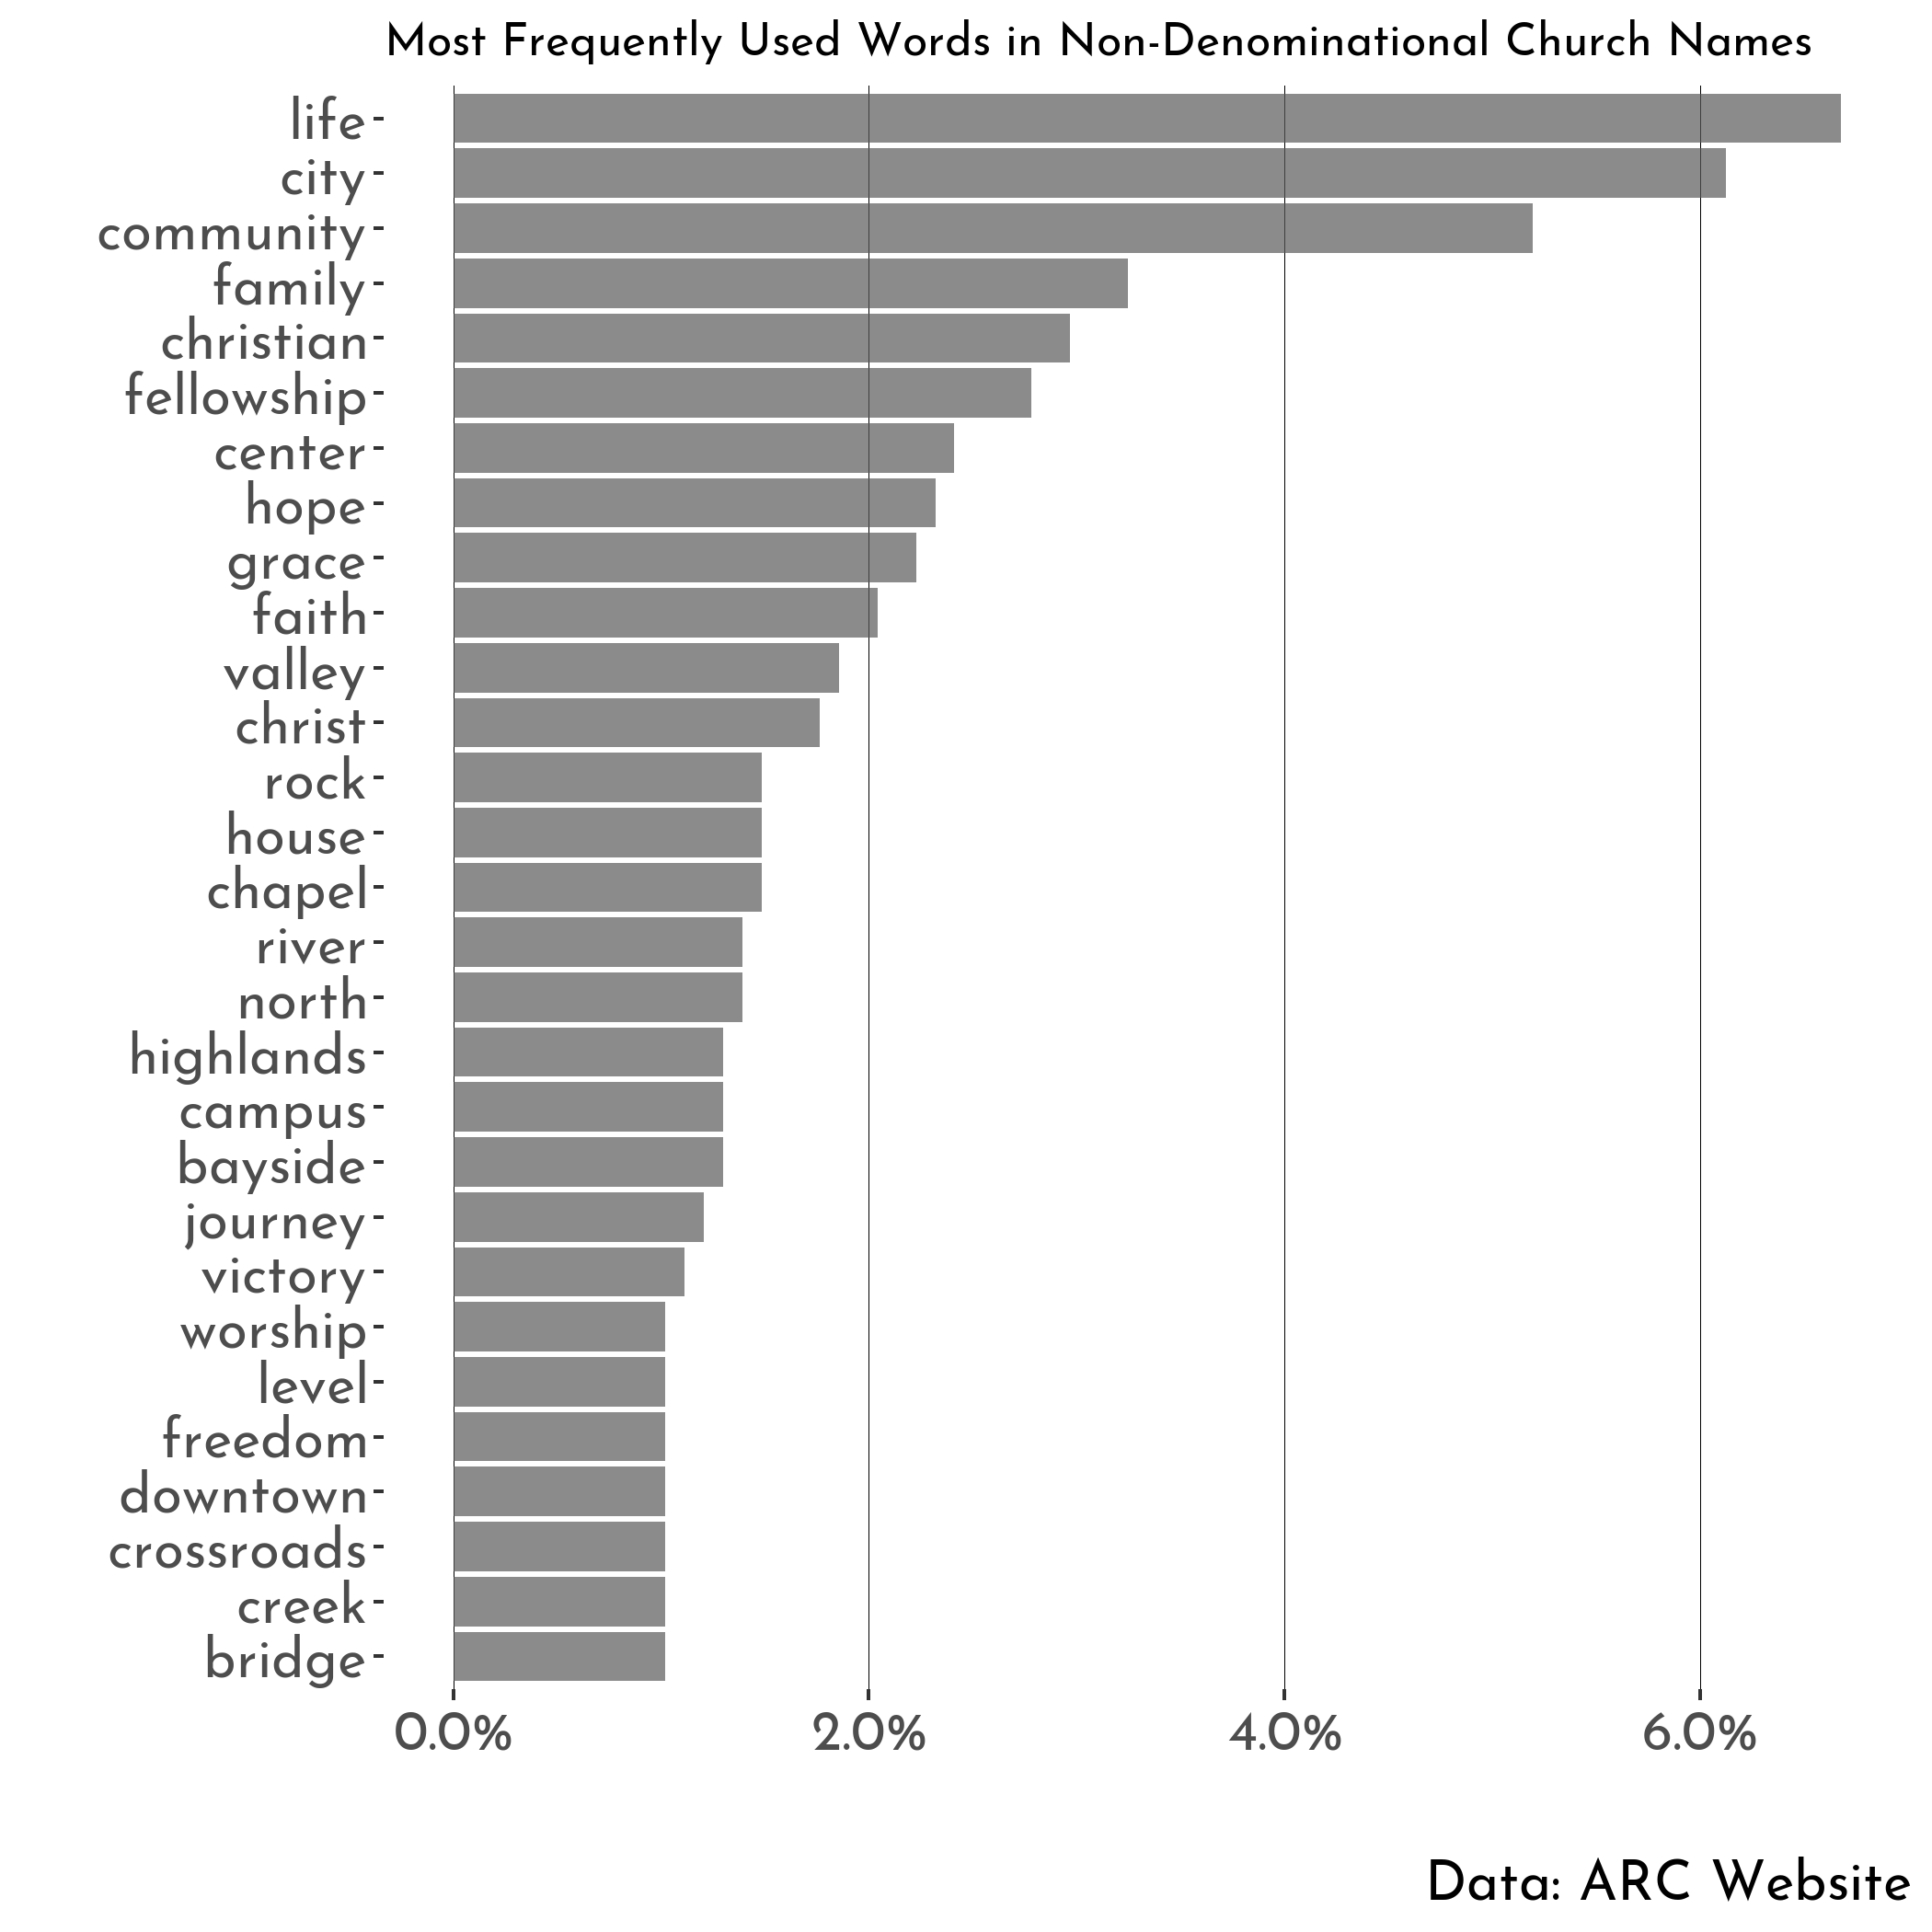 Most Frequently Used Words in Non-Denominational Church Names
life
city
community
family
christian
fellowship
center
hope
grace
faith
valley
christ
rock
house
chapel
river
north
highlands
campus
bayside
journey
victory
worship
level
freedom
downtown
crossroads
creek
bridge
0.0% 2.0% 4.0% 6.0%
Data: ARC Website